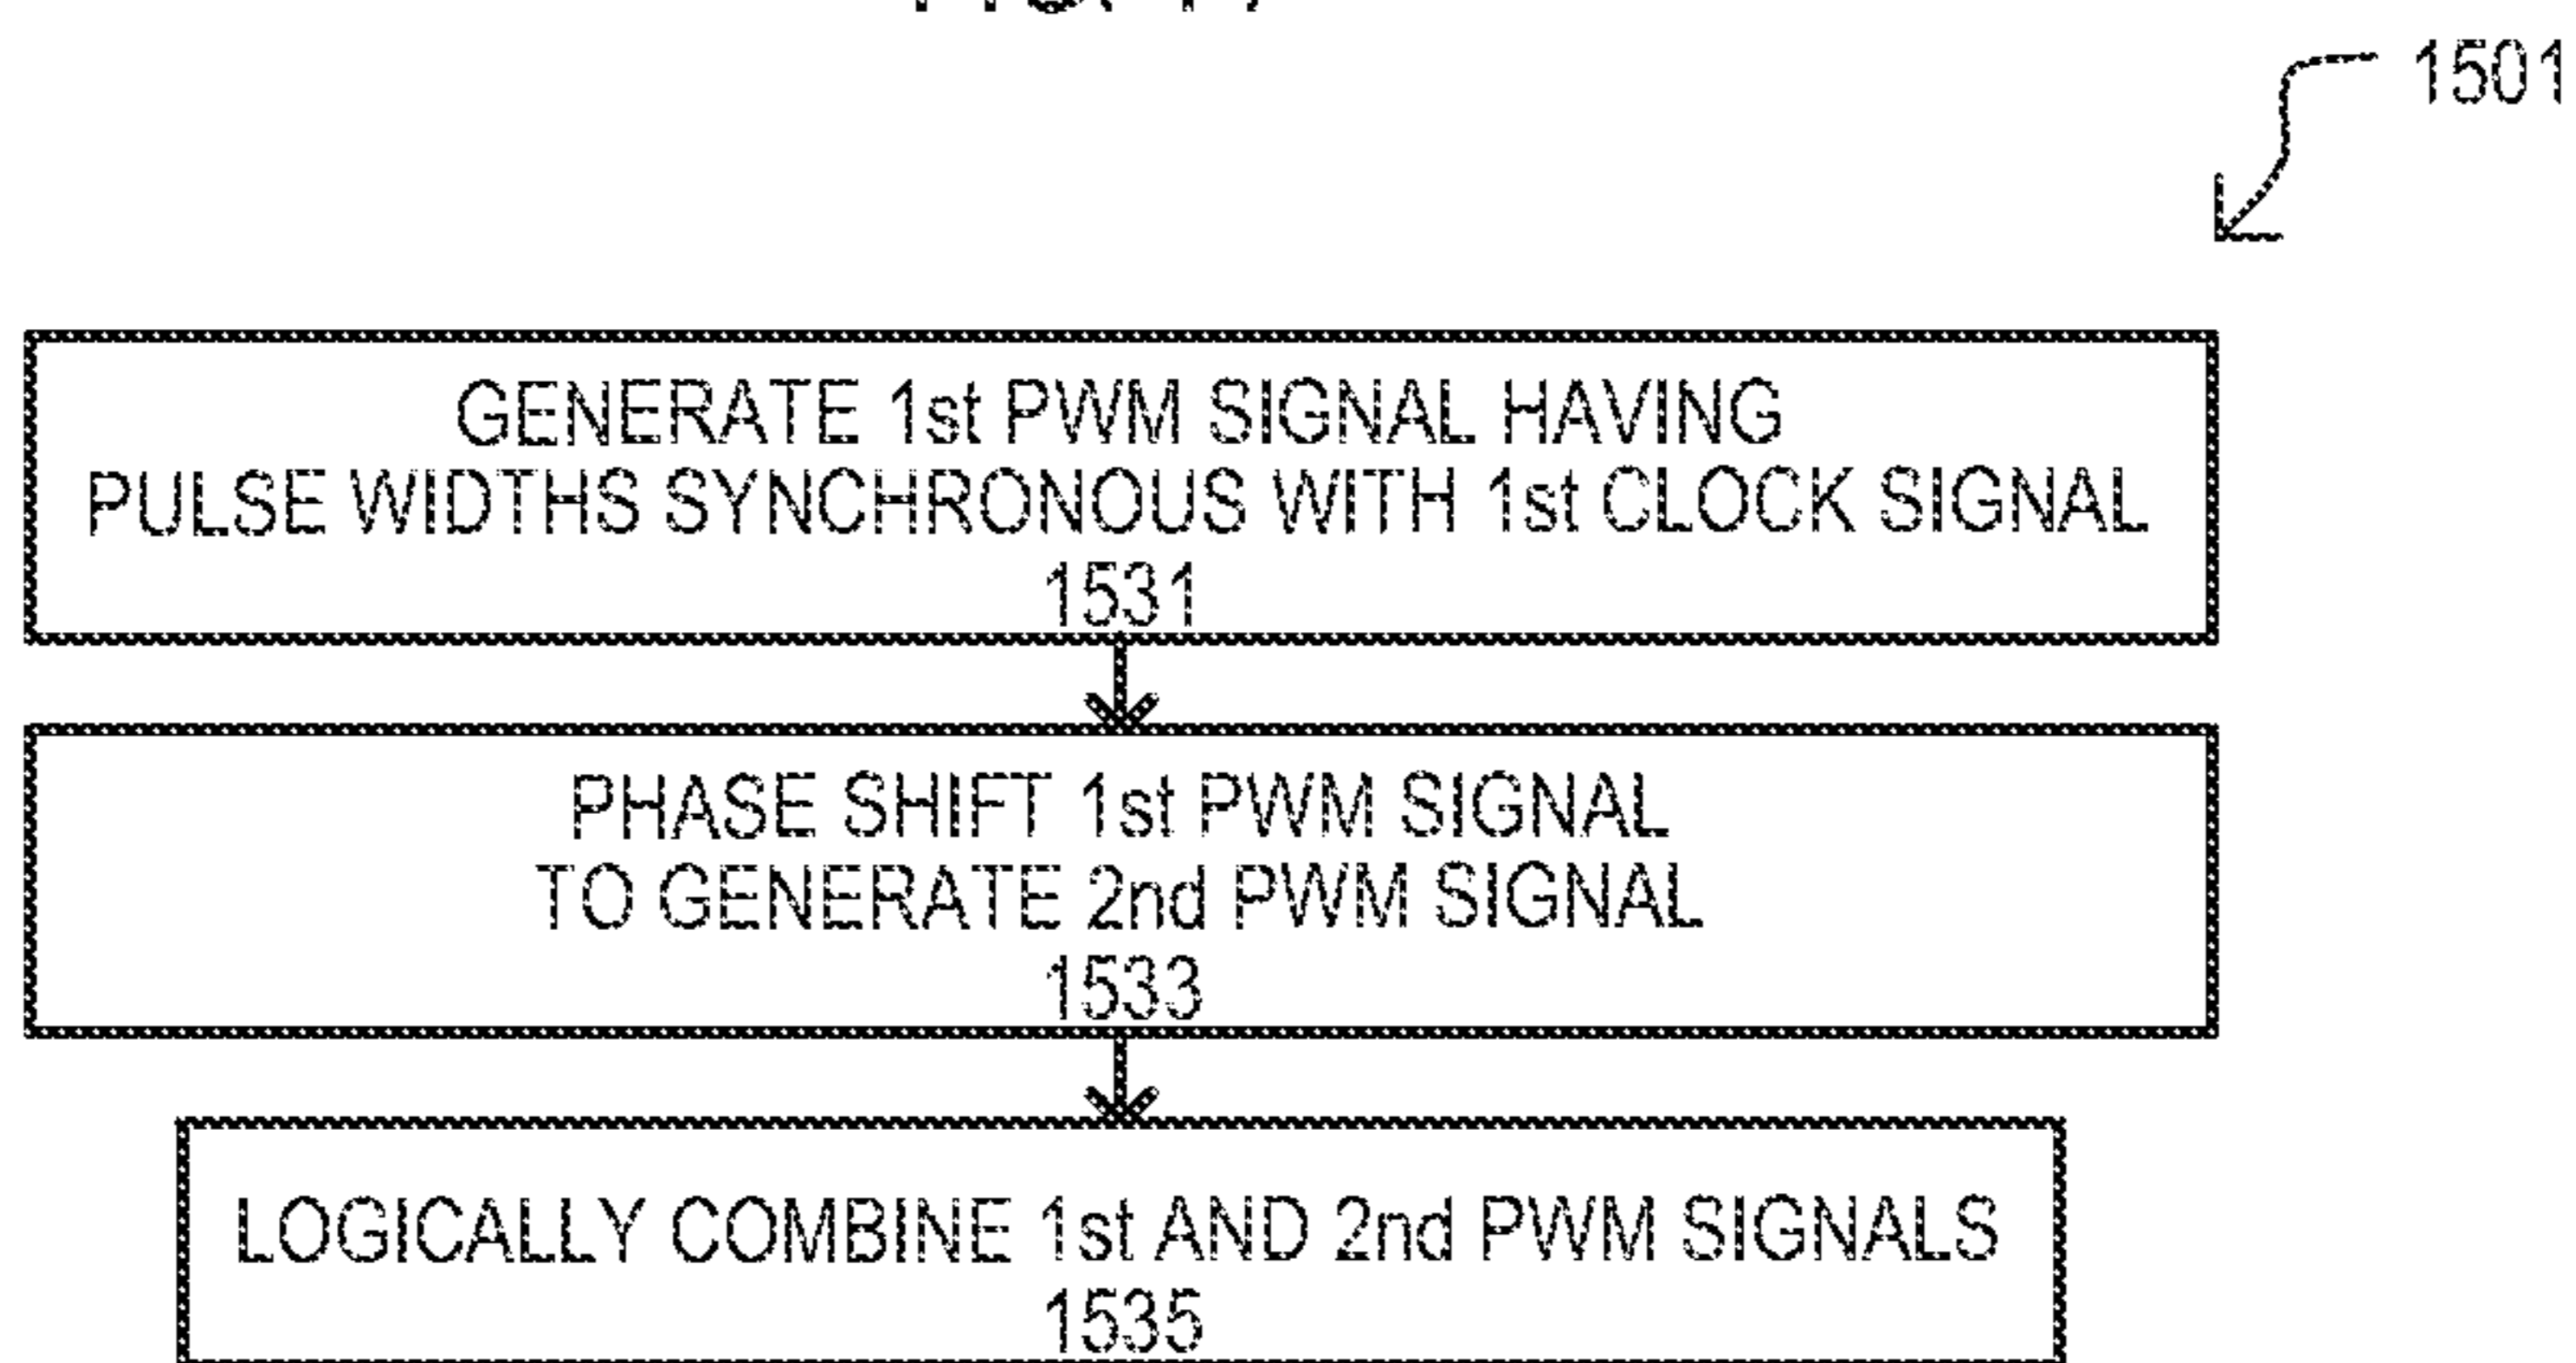 1501
GENERATE 1st PWM SIGNAL HAVING
PULSE WIDTHS SYNCHRONOUS WITH 1st CLOCK SIGNAL
1531
PHASE SHIFT 1st PWM SIGNAL
TO GENERATE 2nd PWM SIGNAL
1533
LOGICALLY COMBINE 1st AND 2nd PWM SIGNALS
1535